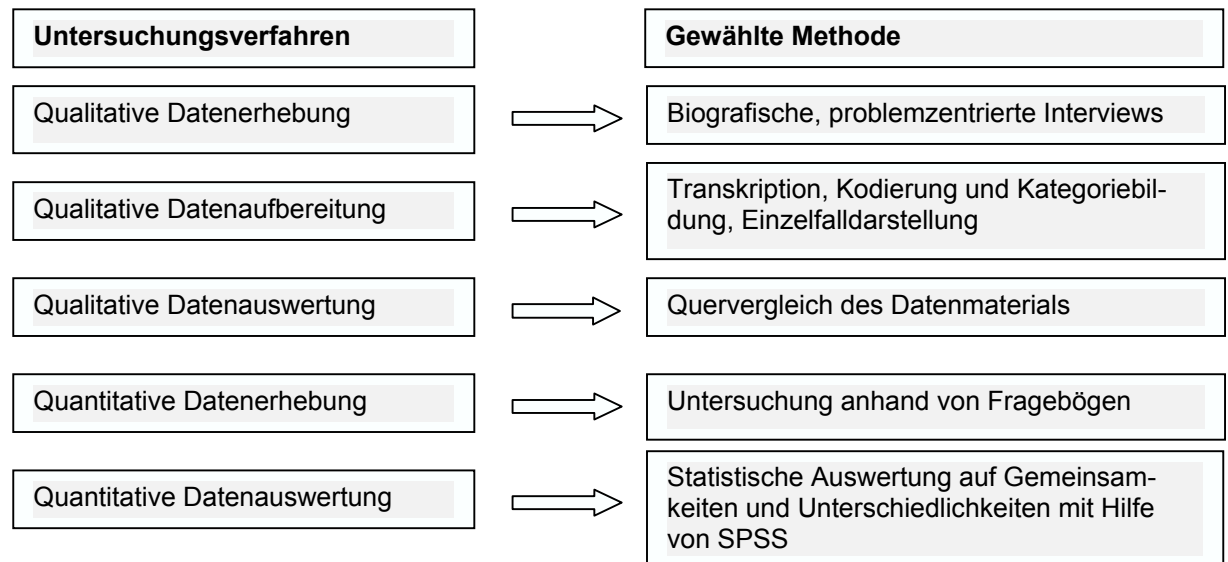 Untersuchungsverfahren
Gewählte Methode
Qualitative Datenerhebung
Biografische, problemzentrierte Interviews
Qualitative Datenaufbereitung
Transkription, Kodierung und Kategoriebil-
dung, Einzelfalldarstellung
Qualitative Datenauswertung
Quervergleich des Datenmaterials
Quantitative Datenerhebung
Untersuchung anhand von Fragebögen
Quantitative Datenauswertung
Statistische Auswertung auf Gemeinsam-
keiten und Unterschiedlichkeiten mit Hilfe
von SPSS